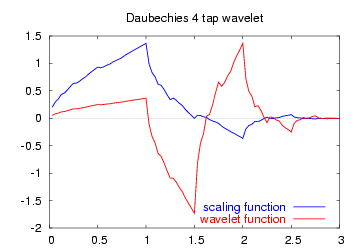 Daubechies 4 tap wavelet
1.5
1
0.5
0
-0.5
-1
-1.5
-2
scaling function
wavelet function
0 0.5 1 1.5 2 2.5 3